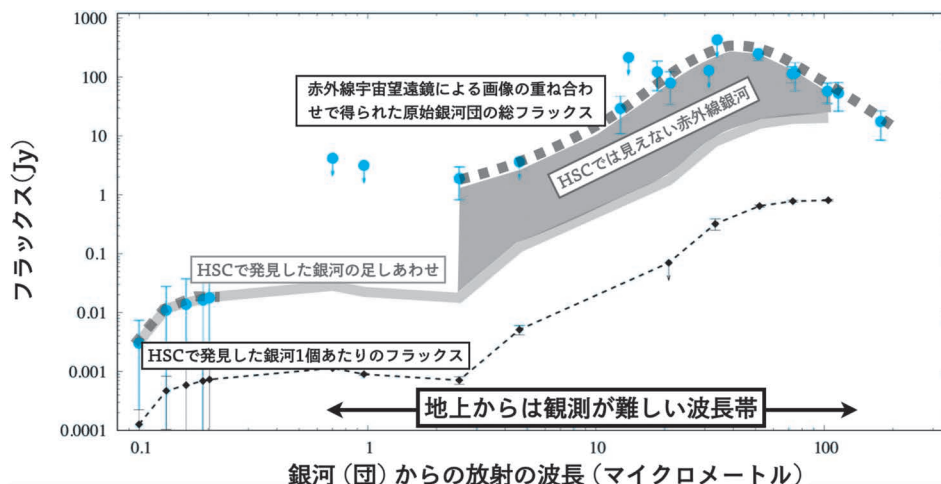 1000
100
10
1
0.1
0.01
0.001
0.0001
フラックス(Jy)
赤外線宇宙望遠鏡による画像の重ね合わ
せで得られた原始銀河団の総フラックス
HSCでは見えない赤外線銀河
HSCで発見した銀河の足しあわせ
HSCで発見した銀河1個あたりのフラックス
地上からは観測が難しい波長帯
0.1
1
10
100
銀河（団）からの放射の波長（マイクロメートル）